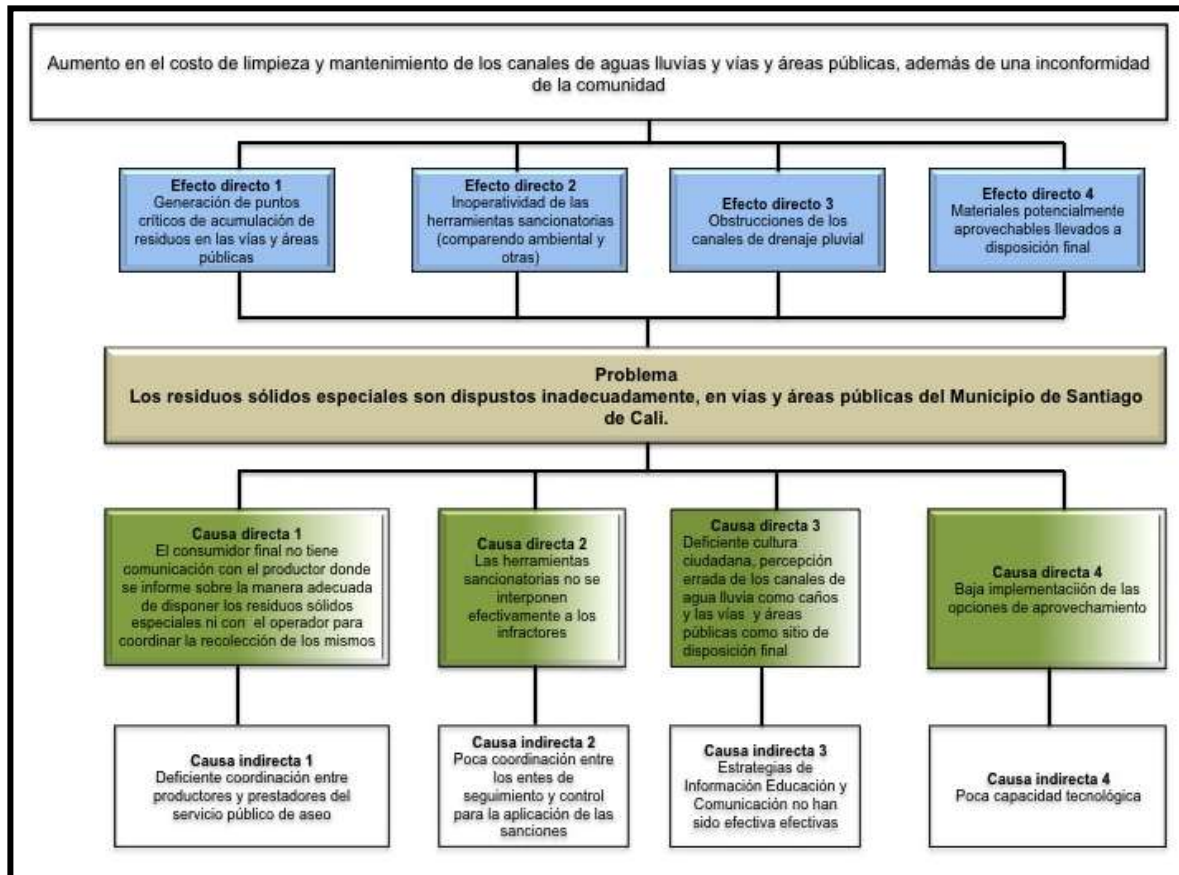 Aumento en el costo de limpieza y mantenimiento de los canales de aguas lluvias y vías y áreas públicas, además de una inconformidad
de la comunidad
Efecto directo 1
Generación de puntos
críticos de acumulación de
residuos en las vías y áreas
públicas
Efecto directo 2
Inoperatividad de las
herramientas sancionatorias
(comparendo ambiental y
otras)
Efecto directo 3
Obstrucciones de los
canales de drenaje pluvial
Efecto directo 4
Materiales potencialmente
aprovechables llevados a
disposición final
Problema
Los residuos sólidos especiales son dispustos inadecuadamente, en vías y áreas públicas del Municipio de Santiago
de Cali.
Causa directa 1
El consumidor final no tiene
comunicación con el productor donde
se informe sobre la manera adecuada
de disponer los residuos sólidos
especiales ni con el operador para
coordinar la recolección de los mismos
Causa directa 2
Las herramientas
sancionatorias no se
interponen
efectivamente a los
infractores
Causa directa 3
Deficiente cultura
ciudadana, percepción
errada de los canales de
agua lluvia como caños
y las vías y áreas
públicas como sitio de
disposición final
Causa directa 4
Baja implementación de las
opciones de aprovechamiento
Causa indirecta 1
Deficiente coordinación entre
productores y prestadores del
servicio público de aseo
Causa indirecta 2
Poca coordinación entre
los entes de
seguimiento y control
para la aplicación de las
sanciones
Causa indirecta 3
Estrategias de
Información Educación y
Comunicación no han
sido efectiva efectivas
Causa indirecta 4
Poca capacidad tecnológica